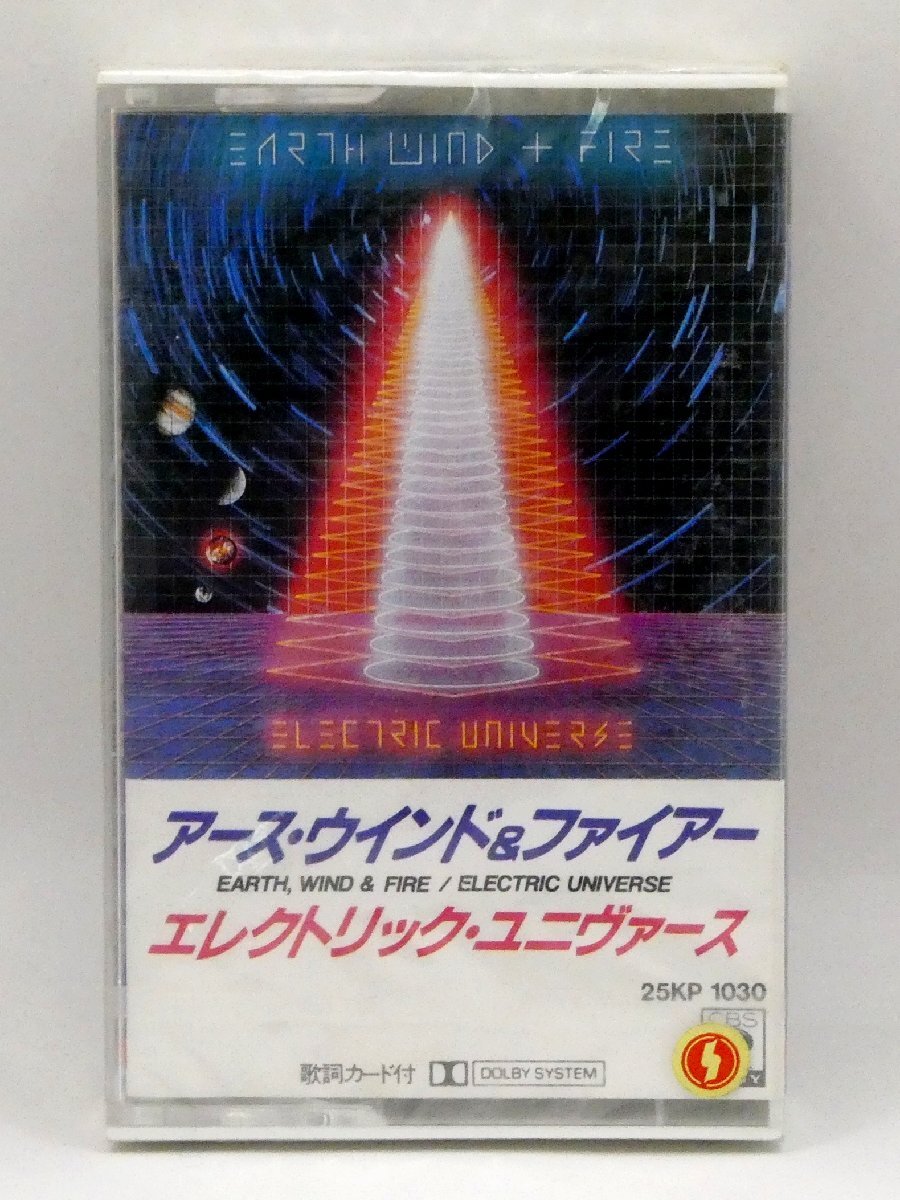 EARTH WIND + FIRE
ELECTRIC UNIVERSE
アース・ウインド&ファイアー
EARTH, WIND & FIRE / ELECTRIC UNIVERSE
エレクトリック・ユニヴァース
25KP 1030
CBS
歌詞カード付 DOLBY SYSTEM